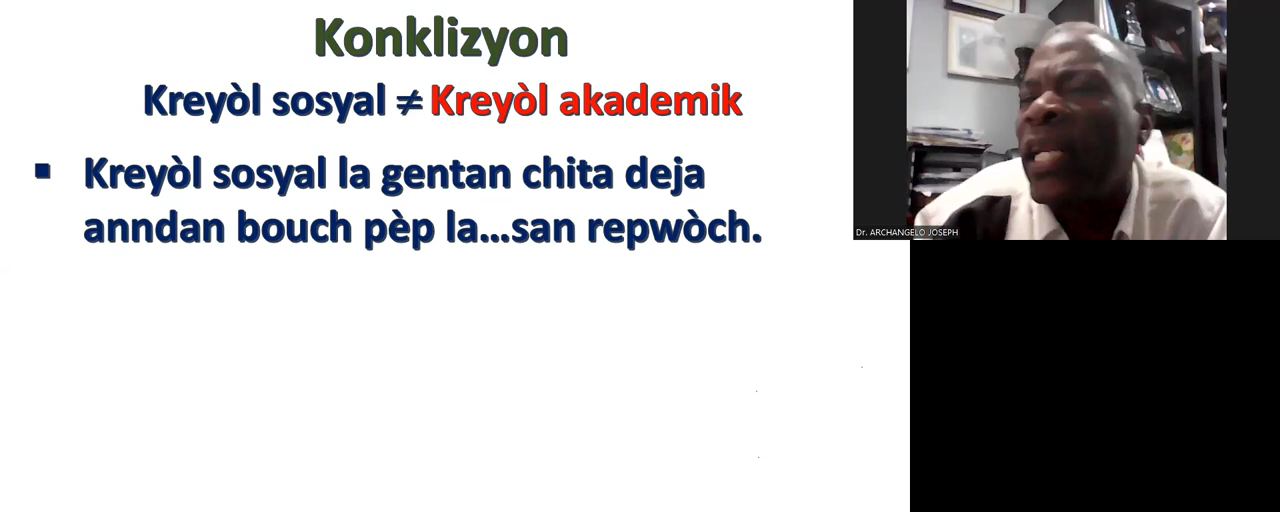 Konklizyon
Kreyòl sosyal ≠ Kreyòl akademik
▪ Kreyòl sosyal la gentan chita deja
anndan bouch pèp la...san repwòch.
Dr. ARCHANGELO JOSEPH